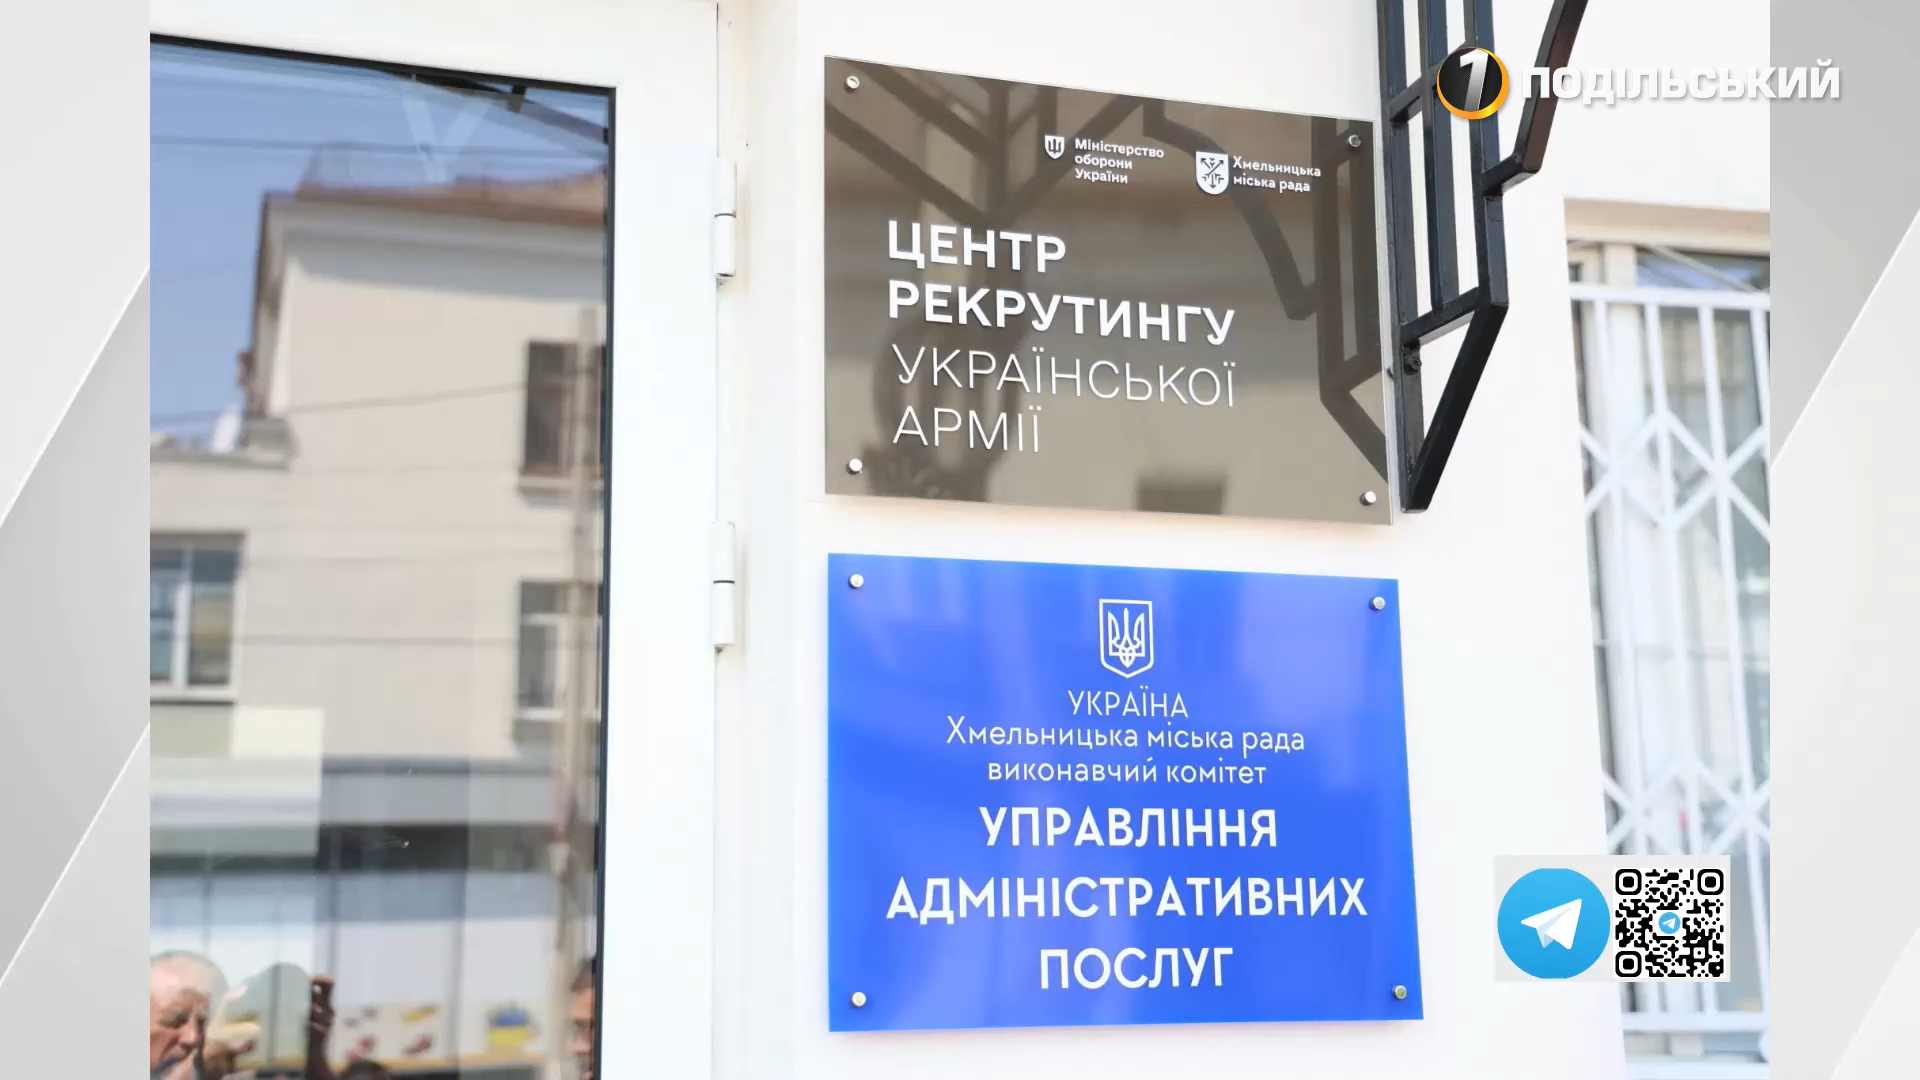 1 ПОДІЛЬСЬКИЙ
Міністерство
оборони
України
Хмельницька
міська рада
ЦЕНТР
РЕКРУТИНГУ
УКРАЇНСЬКОЇ
АРМІЇ
УКРАЇНА
Хмельницька міська рада
виконавчий комітет
УПРАВЛІННЯ
АДМІНІСТРАТИВНИХ
ПОСЛУГ